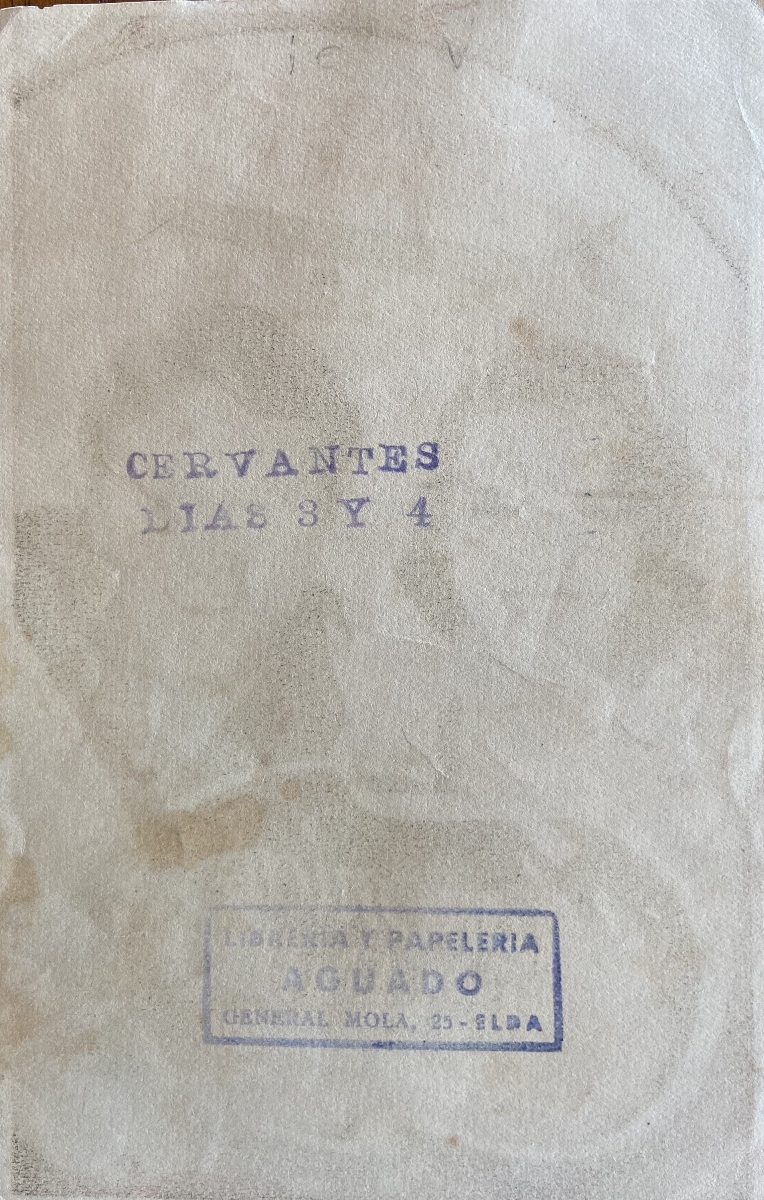 CERVANTES
DIAS 3 Y 4
LIBRERIA Y PAPELERIA
AGUADO
GENERAL MOLA, 25 - ELDA